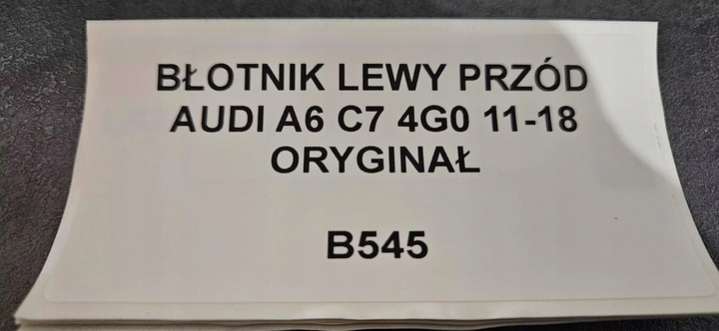 BŁOTNIK LEWY PRZÓD
AUDI A6 C7 4G0 11-18
ORYGINAŁ
B545